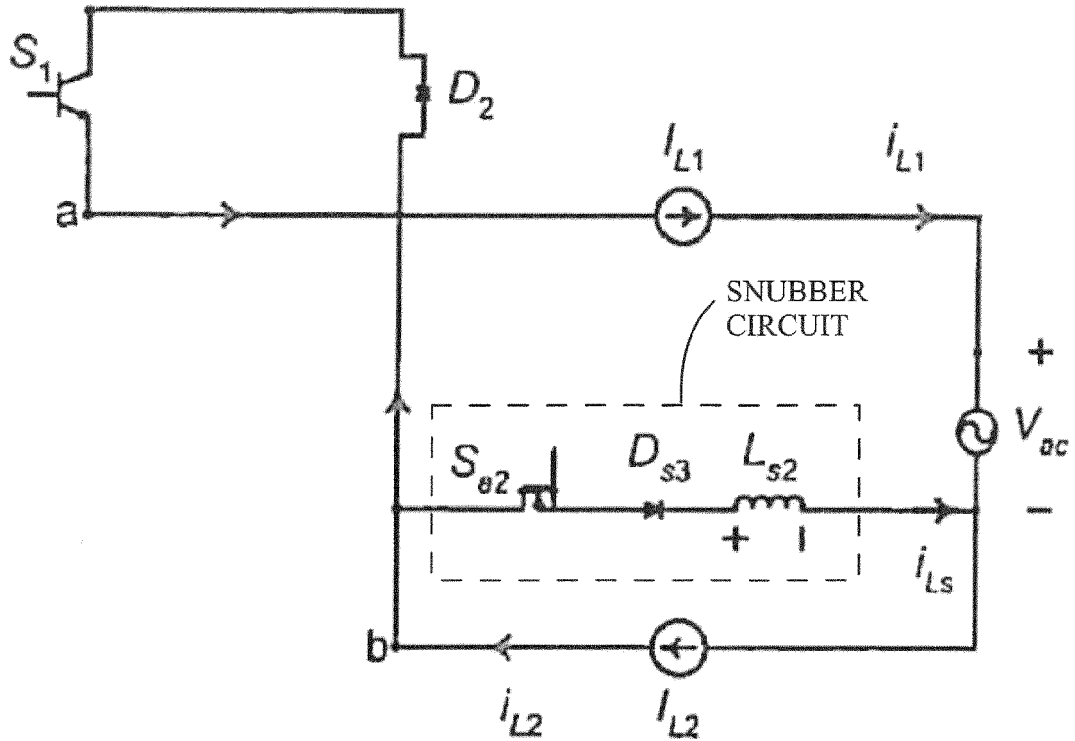 S1
D2
a
IL1
iL1
SNUBBER
CIRCUIT
+
Vac
−
Sa2
Ds3
Ls2
+ −
iLs
b
iL2
IL2